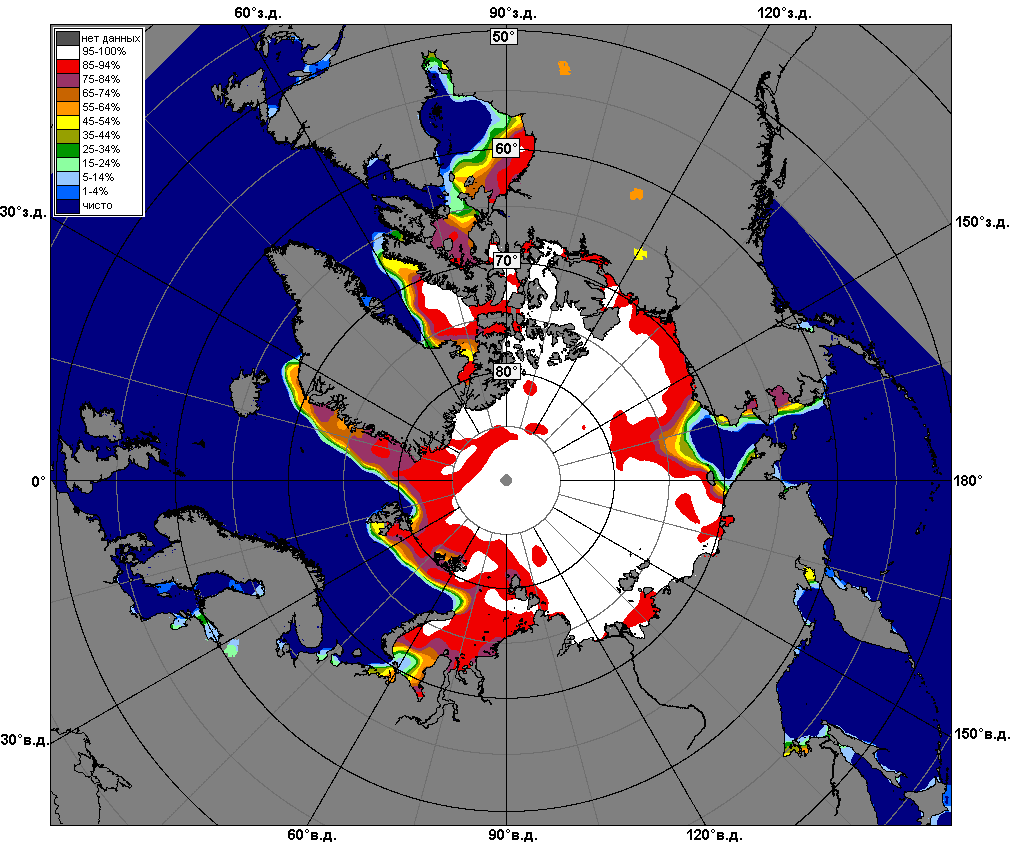 60°з.д.
90°з.д.
120°з.д.
50°
нет данных
95-100%
85-94%
75-84%
65-74%
55-64%
45-54%
35-44%
25-34%
15-24%
5-14%
1-4%
чисто
60°
30°з.д.
150°з.д.
70°
80°
0°
180°
30°в.д.
150°в.д.
60°в.д.
90°в.д.
120°в.д.